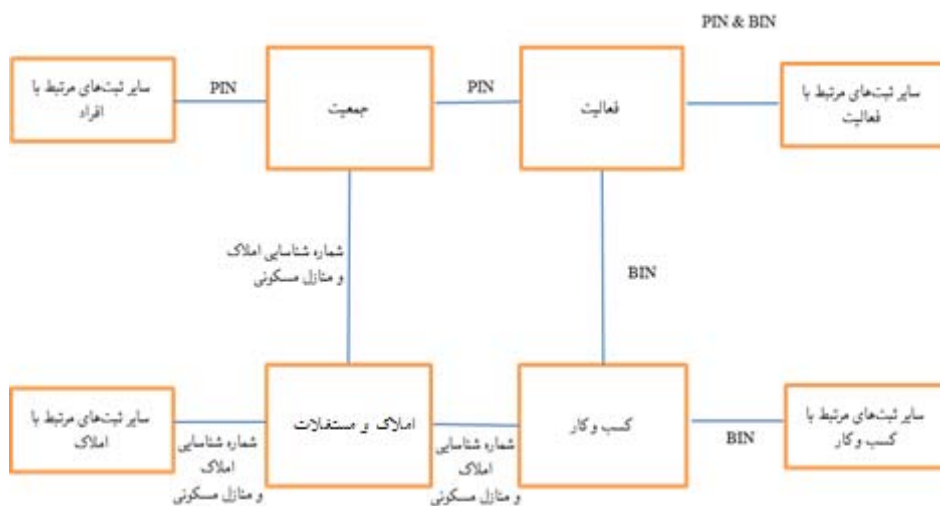 PIN & BIN
سایر ثبت‌های مرتبط با
افراد
PIN
جمعیت
PIN
فعالیت
سایر ثبت‌های مرتبط با
فعالیت
شماره شناسایی املاک
و منازل مسکونی
BIN
سایر ثبت‌های مرتبط با
املاک
شماره شناسایی
املاک
و منازل مسکونی
املاک و مستغلات
شماره شناسایی
املاک
و منازل مسکونی
کسب وکار
BIN
سایر ثبت‌های مرتبط با
کسب وکار